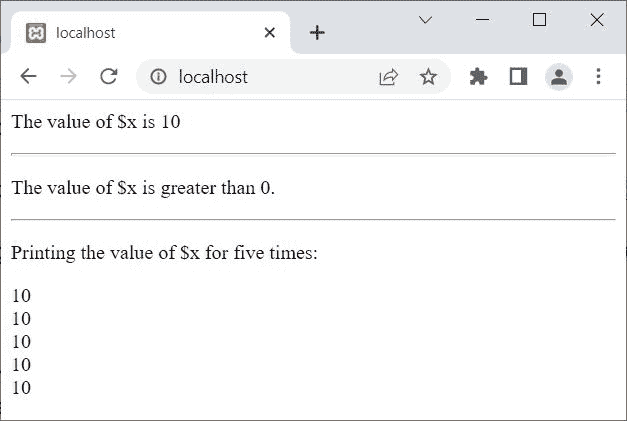 localhost
localhost
The value of $x is 10
The value of $x is greater than 0.
Printing the value of $x for five times:
10
10
10
10
10